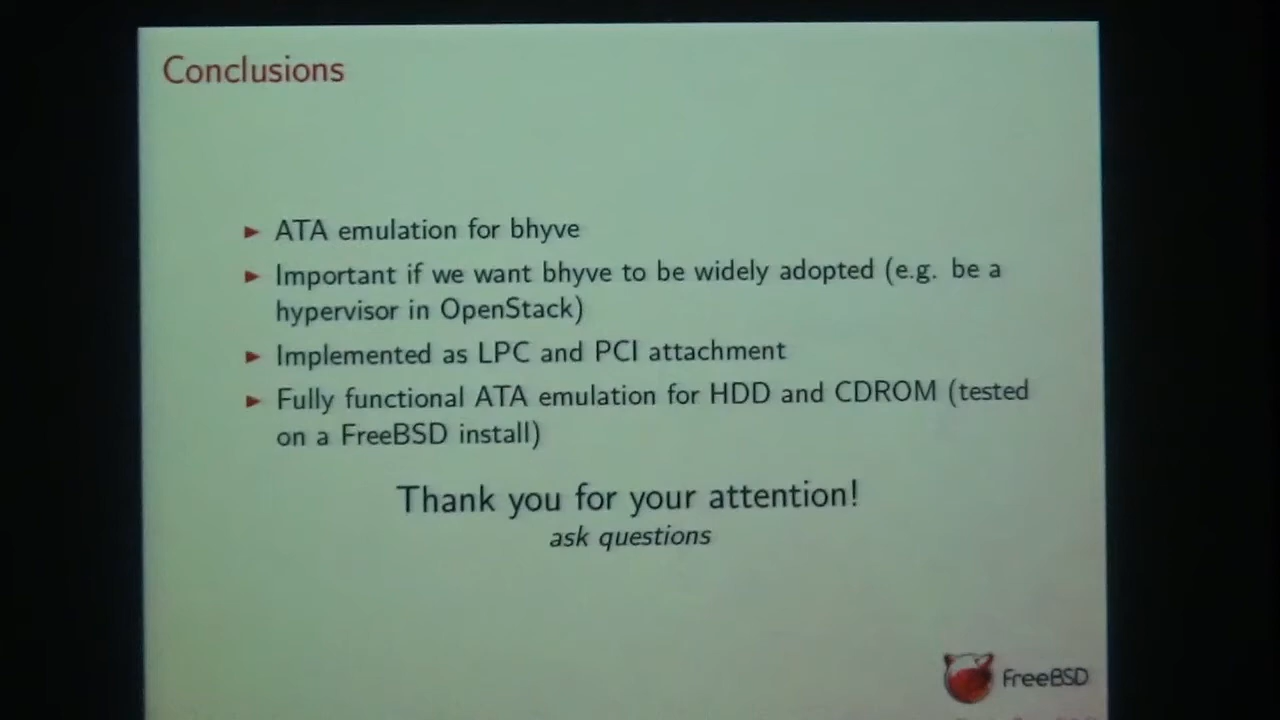 Conclusions
► ATA emulation for bhyve
► Important if we want bhyve to be widely adopted (e.g. be a
hypervisor in OpenStack)
► Implemented as LPC and PCI attachment
► Fully functional ATA emulation for HDD and CDROM (tested
on a FreeBSD install)
Thank you for your attention!
ask questions
FreeBSD